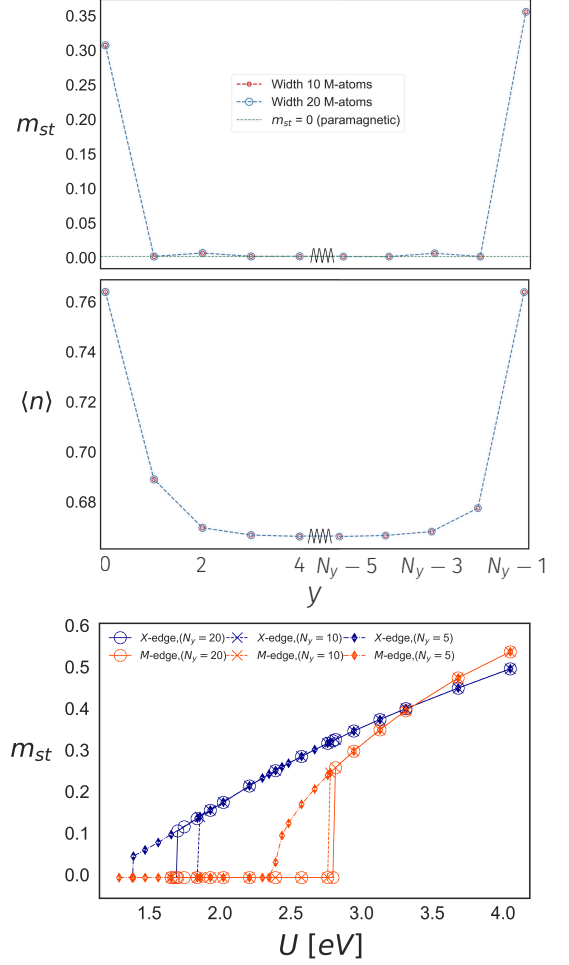 0.35
0.30
0.25
0.20
0.15
0.10
0.05
0.00
m_st
Width 10 M-atoms
Width 20 M-atoms
m_st = 0 (paramagnetic)
0.76
0.74
0.72
0.70
0.68
⟨n⟩
0 2 4 N_y − 5 N_y − 3 N_y − 1
y
0.6
0.5
0.4
0.3
0.2
0.1
0.0
m_st
X-edge,(N_y = 20) X-edge,(N_y = 10) X-edge,(N_y = 5)
M-edge,(N_y = 20) M-edge,(N_y = 10) M-edge,(N_y = 5)
1.5 2.0 2.5 3.0 3.5 4.0
U [eV]